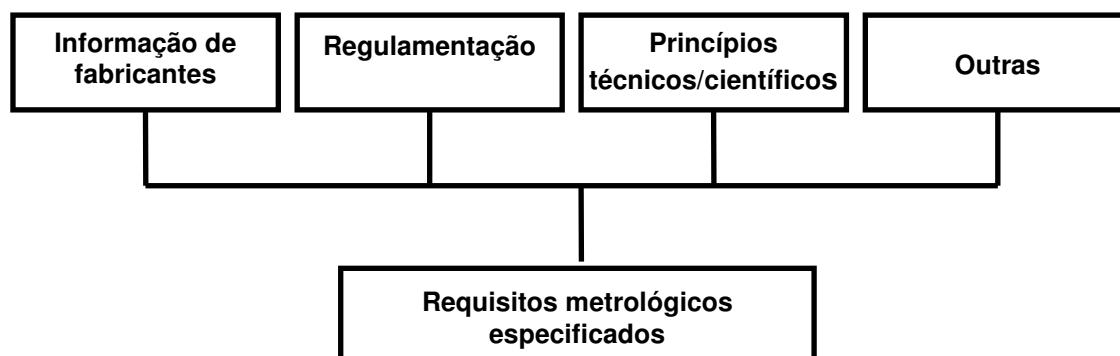 Informação de
fabricantes
Regulamentação
Princípios
técnicos/científicos
Outras
Requisitos metrológicos
especificados